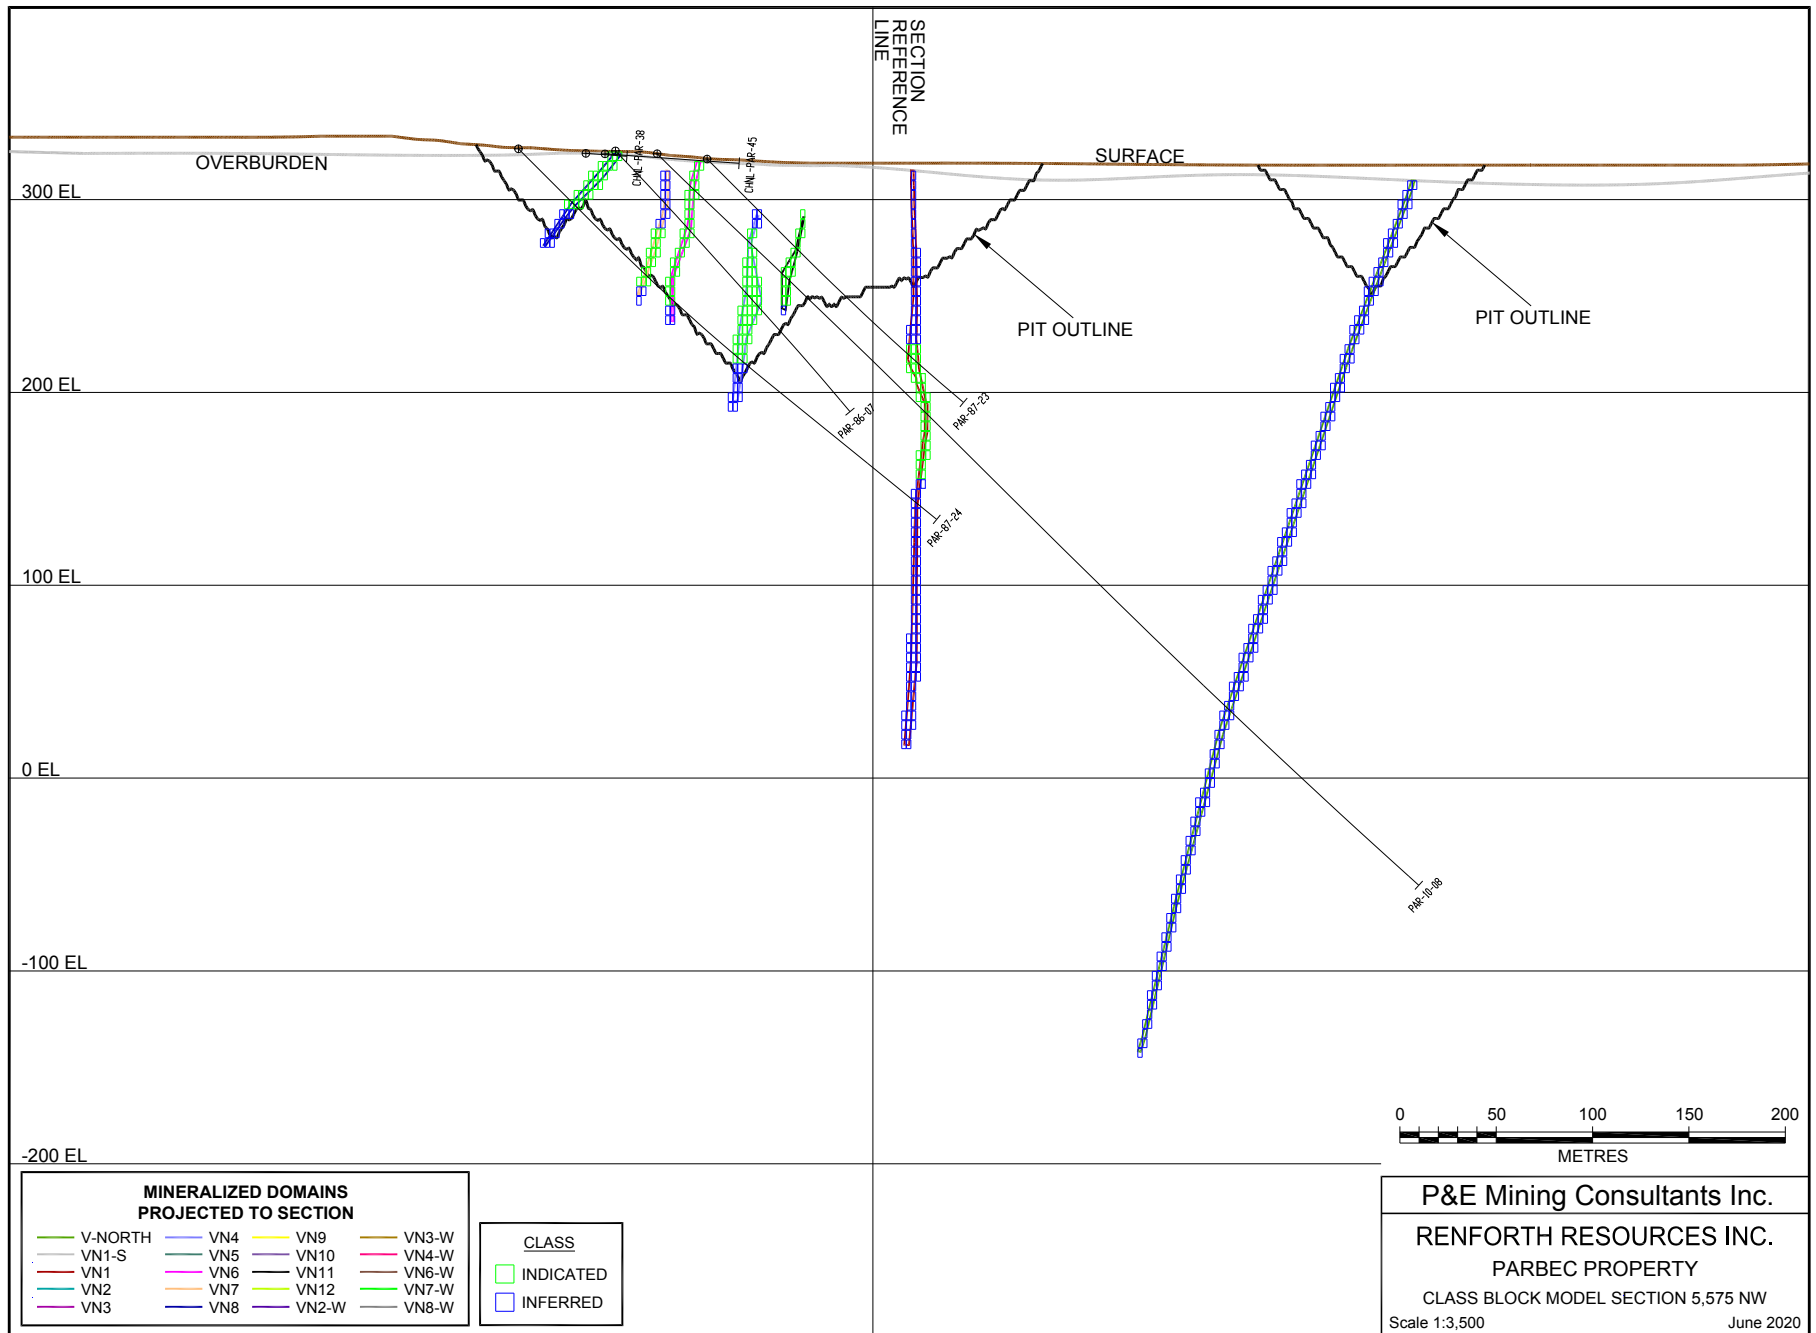 SECTION
REFERENCE
LINE
CHNL-PAR-38
CHNL-PAR-45
OVERBURDEN
SURFACE
300 EL
PIT OUTLINE
PIT OUTLINE
200 EL
PAR-86-07
PAR-87-23
PAR-87-24
100 EL
0 EL
PAR-10-08
-100 EL
-200 EL
0 50 100 150 200
METRES
MINERALIZED DOMAINS
PROJECTED TO SECTION
V-NORTH VN4 VN9 VN3-W
VN1-S VN5 VN10 VN4-W
VN1 VN6 VN11 VN6-W
VN2 VN7 VN12 VN7-W
VN3 VN8 VN2-W VN8-W
CLASS
INDICATED
INFERRED
P&E Mining Consultants Inc.
RENFORTH RESOURCES INC.
PARBEC PROPERTY
CLASS BLOCK MODEL SECTION 5,575 NW
Scale 1:3,500 June 2020